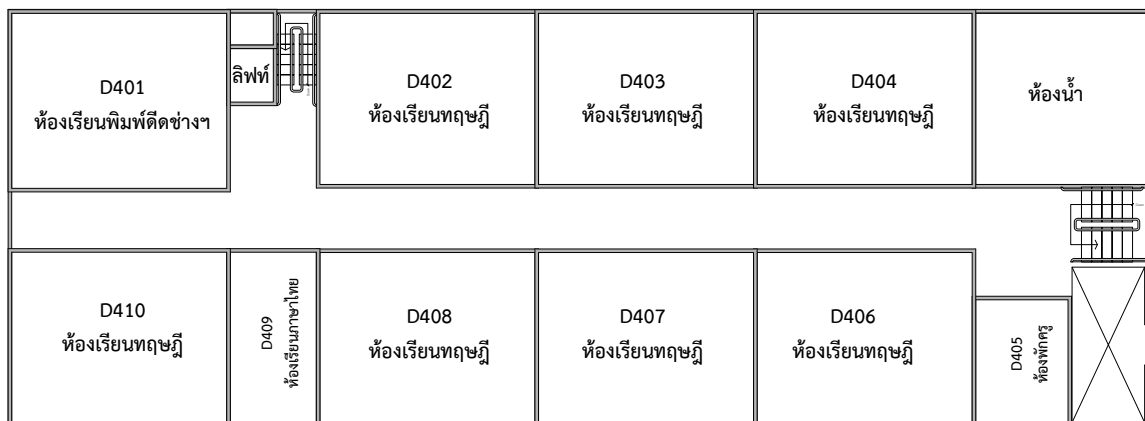 D401
ห้องเรียนพิมพ์ดีดช่างฯ
ลิฟท์
D402
ห้องเรียนทฤษฎี
D403
ห้องเรียนทฤษฎี
D404
ห้องเรียนทฤษฎี
ห้องน้ำ
D410
ห้องเรียนทฤษฎี
D409
ห้องเรียนภาษาไทย
D408
ห้องเรียนทฤษฎี
D407
ห้องเรียนทฤษฎี
D406
ห้องเรียนทฤษฎี
D405
ห้องพักครู